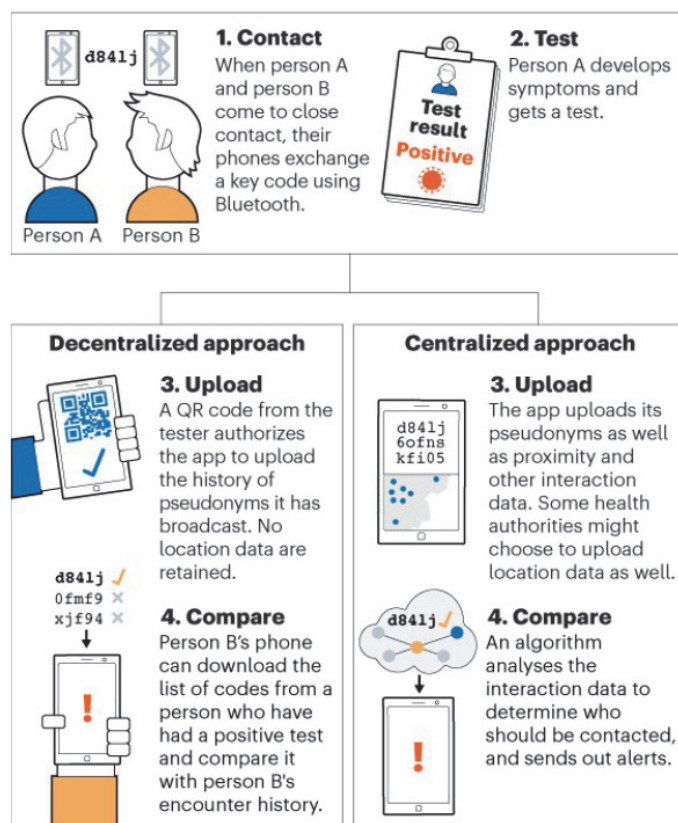 d841j
1. Contact
When person A
and person B
come to close
contact, their
phones exchange
a key code using
Bluetooth.
Person A
Person B
2. Test
Person A develops
symptoms and
gets a test.
Test
result
Positive
Decentralized approach
3. Upload
A QR code from the
tester authorizes
the app to upload
the history of
pseudonyms it has
broadcast. No
location data are
retained.
d841j
0fmf9
xjf94
4. Compare
Person B's phone
can download the
list of codes from a
person who have
had a positive test
and compare it
with person B's
encounter history.
!
Centralized approach
3. Upload
d841j
6ofns
kfi05
The app uploads its
pseudonyms as well
as proximity and
other interaction
data. Some health
authorities might
choose to upload
location data as well.
d841j
4. Compare
An algorithm
analyses the
interaction data to
determine who
should be contacted,
and sends out alerts.
!